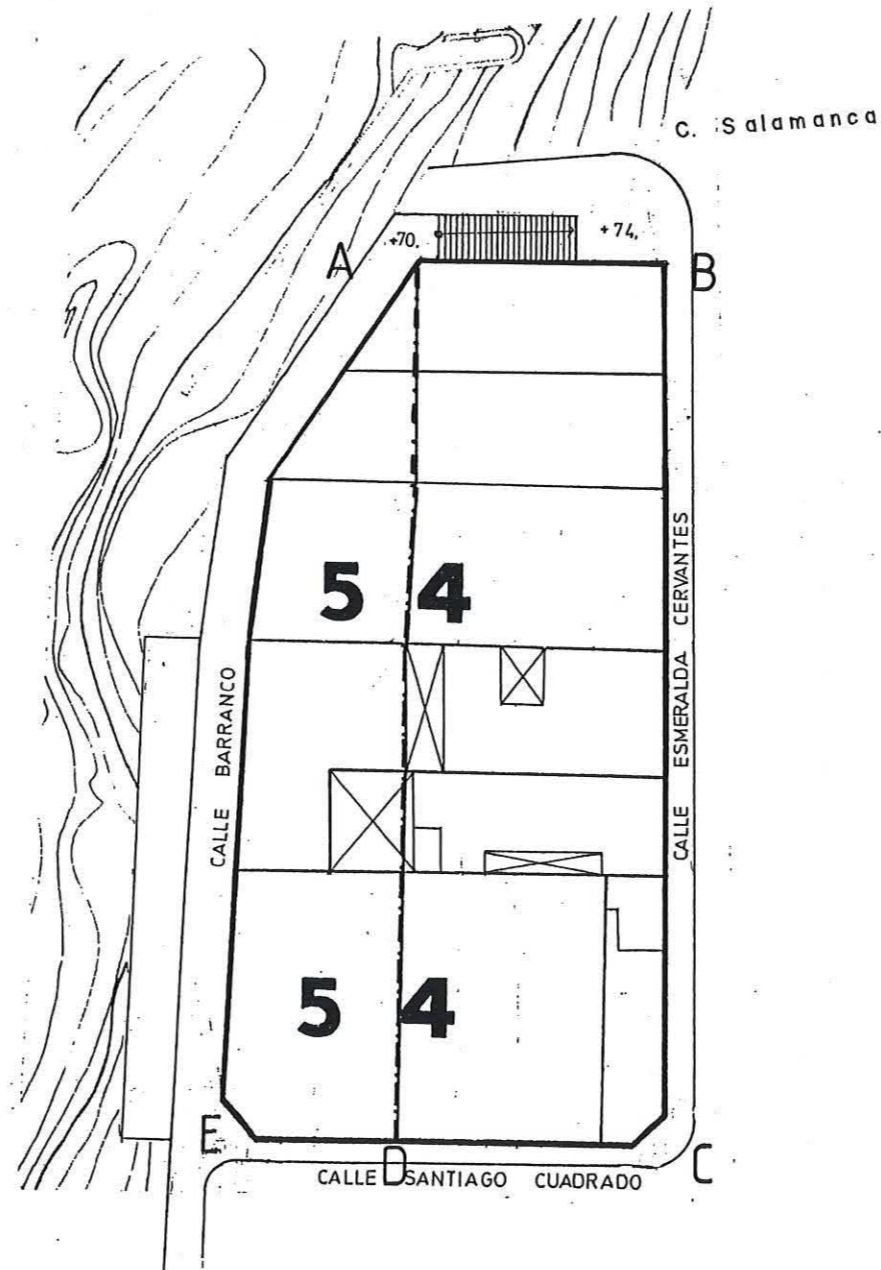 C. Salamanca
+70.
+74.
A
B
5 4
CALLE BARRANCO
CALLE ESMERALDA CERVANTES
5 4
E
D
C
CALLE SANTIAGO CUADRADO